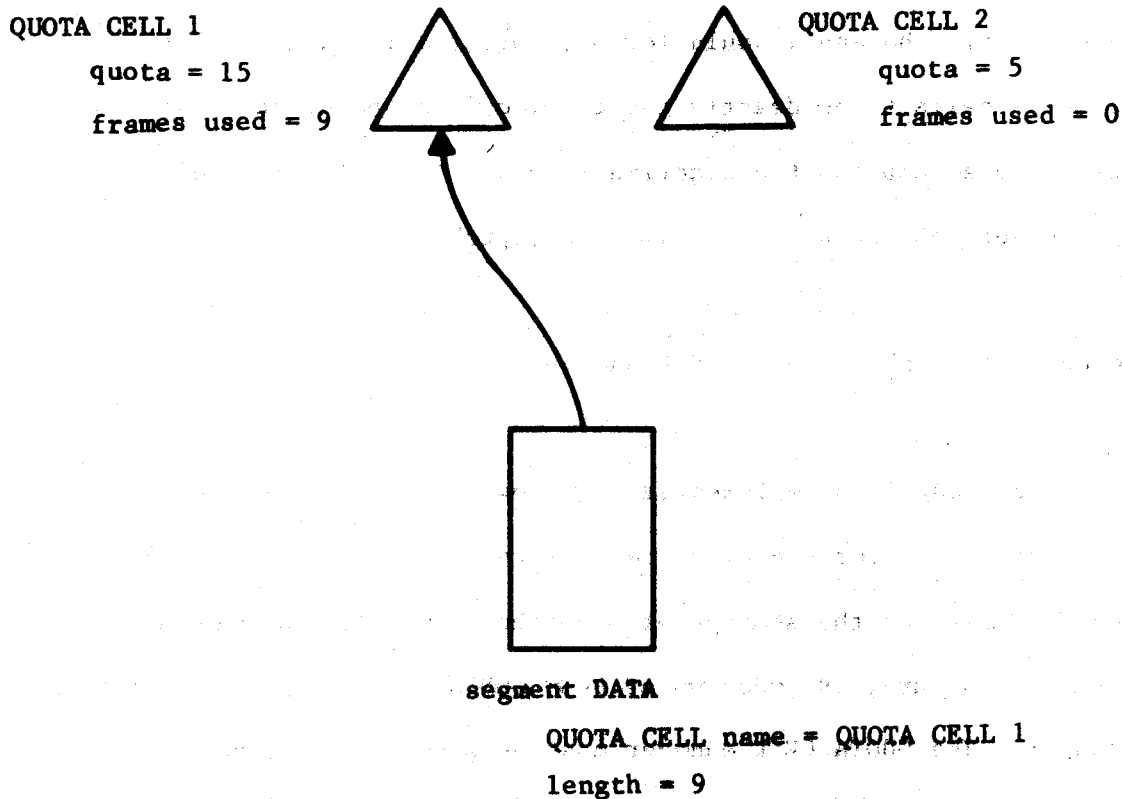 QUOTA CELL 1
quota = 15
frames used = 9
QUOTA CELL 2
quota = 5
frames used = 0
segment DATA
QUOTA CELL name = QUOTA CELL 1
length = 9